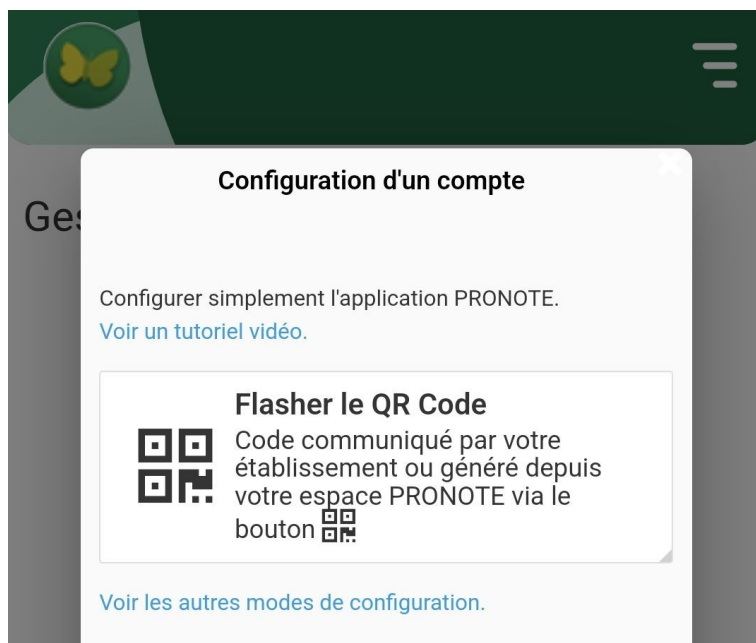 Configuration d'un compte
Ges
Configurer simplement l'application PRONOTE.
Voir un tutoriel vidéo.
Flasher le QR Code
Code communiqué par votre
établissement ou généré depuis
votre espace PRONOTE via le
bouton
Voir les autres modes de configuration.